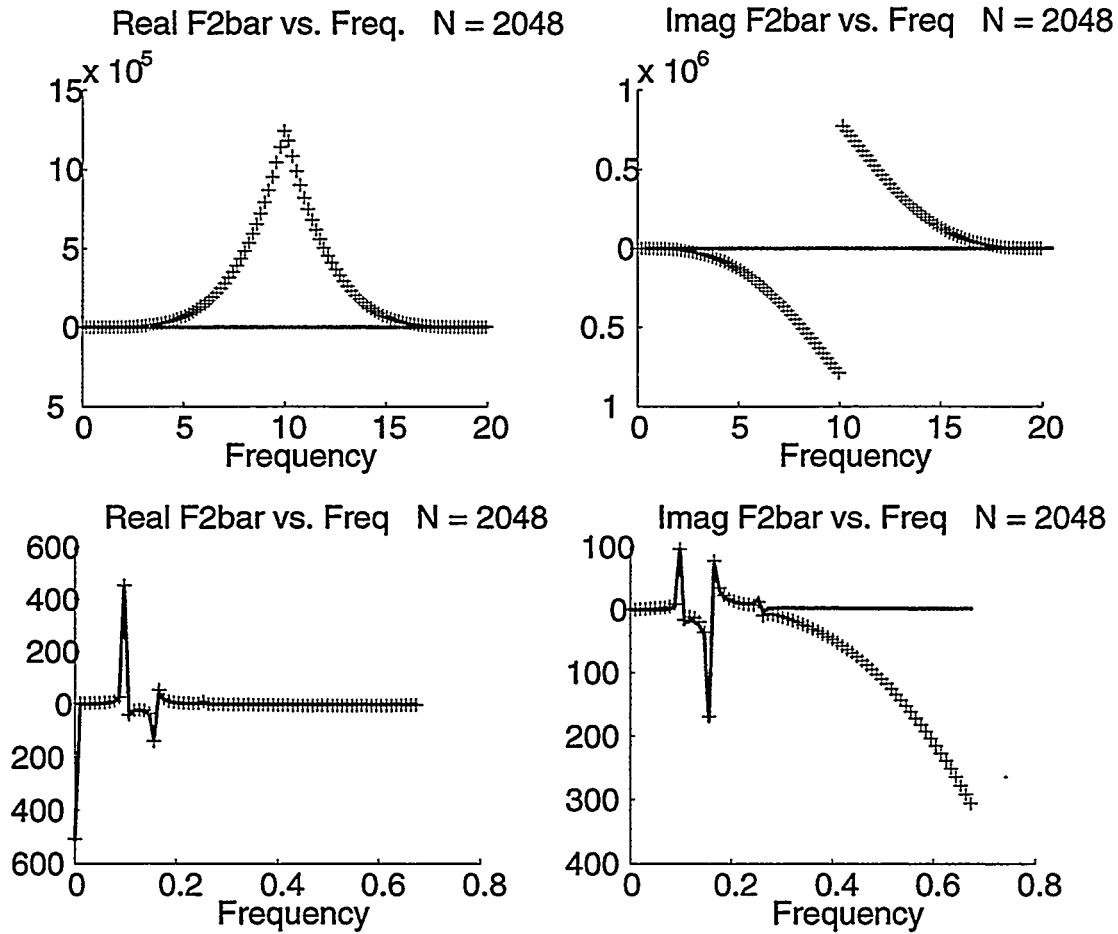 Real F2bar vs. Freq. N = 2048
x 10^5
15
10
5
0
5
0 5 10 15 20
Frequency
Imag F2bar vs. Freq N = 2048
x 10^6
1
0.5
0
0.5
1
0 5 10 15 20
Frequency
Real F2bar vs. Freq N = 2048
600
400
200
0
200
400
600
0 0.2 0.4 0.6 0.8
Frequency
Imag F2bar vs. Freq N = 2048
100
0
100
200
300
400
0 0.2 0.4 0.6 0.8
Frequency